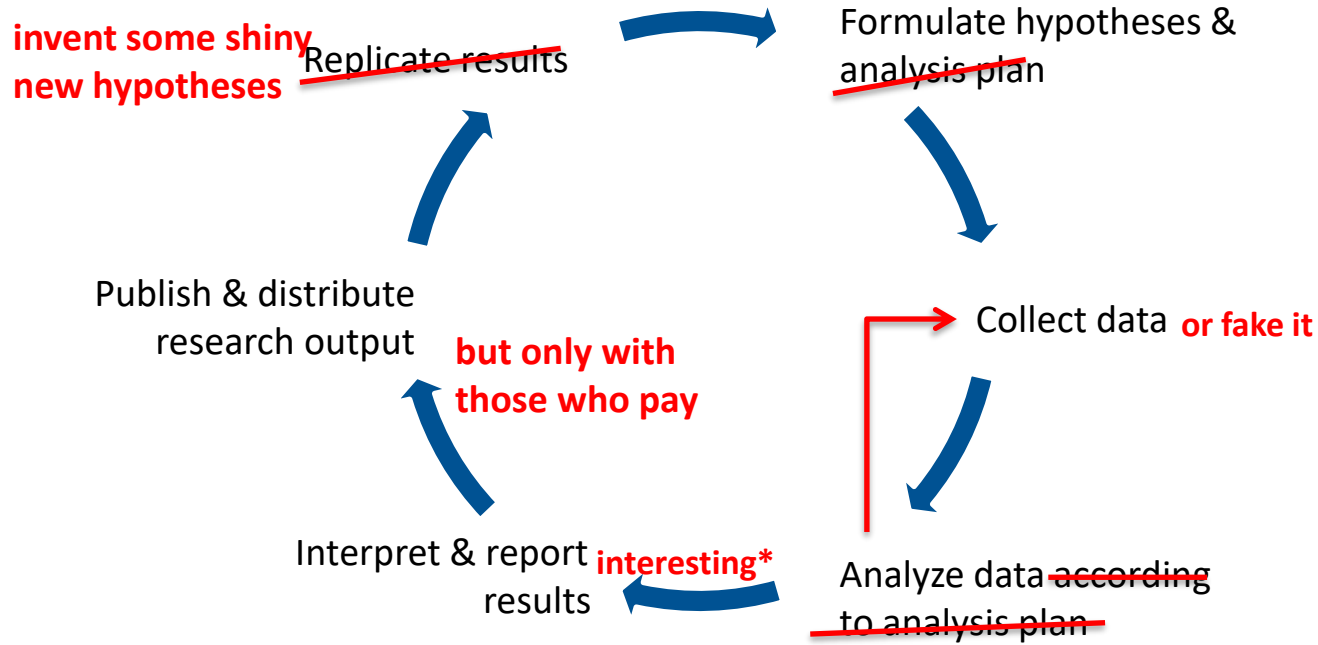 invent some shiny
new hypotheses
Replicate results
Formulate hypotheses &
analysis plan
Collect data or fake it
Analyze data according
to analysis plan
Interpret & report interesting*
results
Publish & distribute
research output
but only with
those who pay